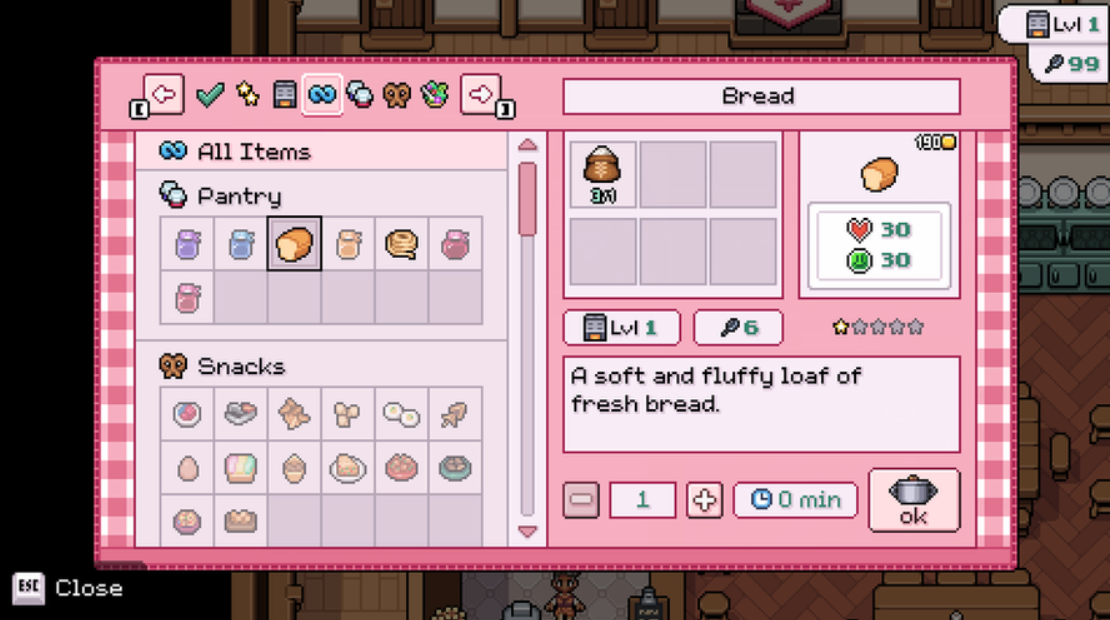 Lvl 1
99
[
]
Bread
All Items
190
Pantry
3/1
30
30
Lvl 1
6
Snacks
A soft and fluffy loaf of
fresh bread.
1
0 min
ok
ESC Close